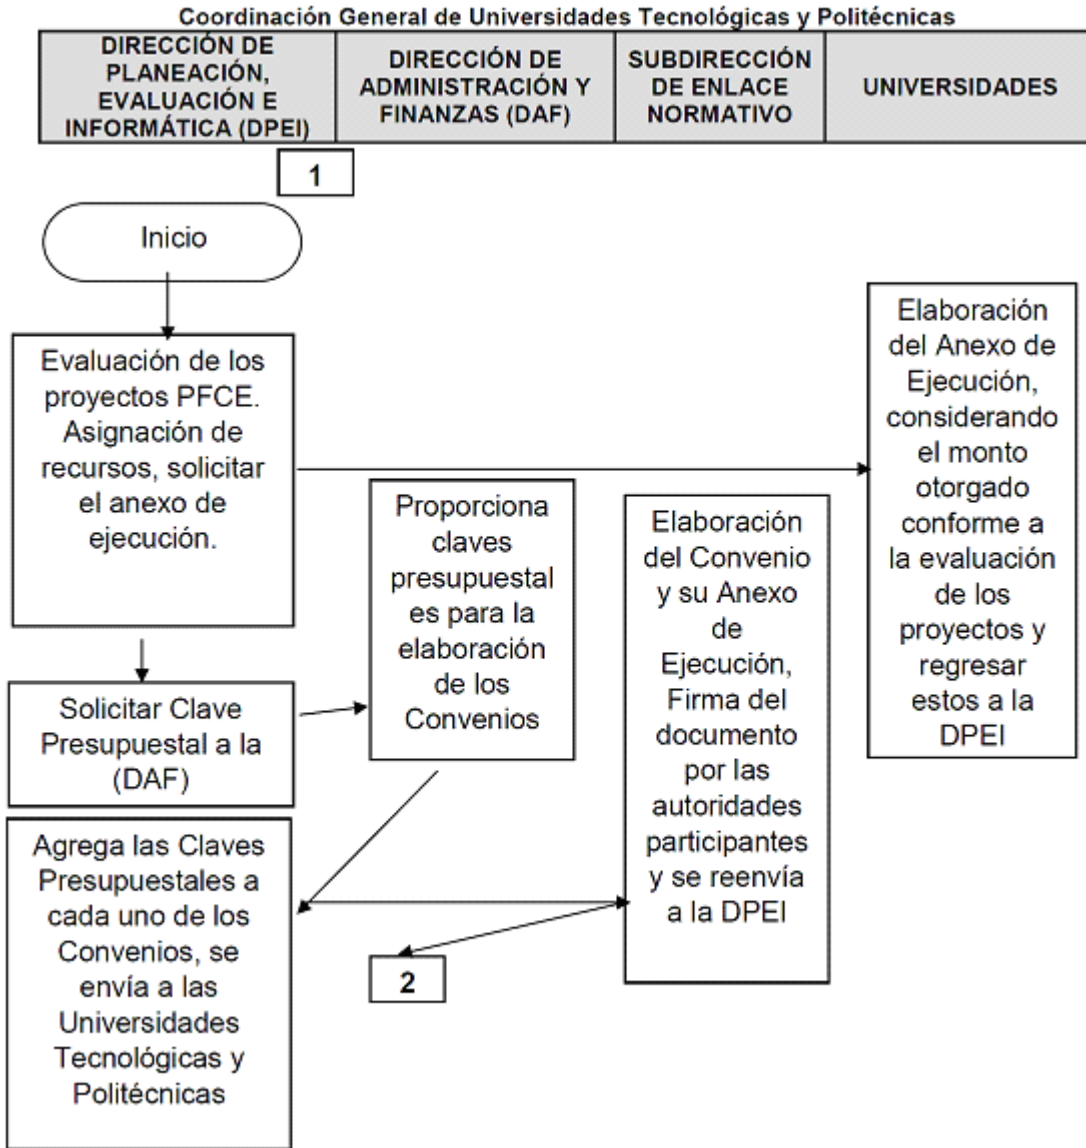 Coordinación General de Universidades Tecnológicas y Politécnicas
DIRECCIÓN DE
PLANEACIÓN,
EVALUACIÓN E
INFORMÁTICA (DPEI)
DIRECCIÓN DE
ADMINISTRACIÓN Y
FINANZAS (DAF)
SUBDIRECCIÓN
DE ENLACE
NORMATIVO
UNIVERSIDADES
1
Inicio
Evaluación de los
proyectos PFCE.
Asignación de
recursos, solicitar
el anexo de
ejecución.
Elaboración
del Anexo de
Ejecución,
considerando
el monto
otorgado
conforme a
la evaluación
de los
proyectos y
regresar
estos a la
DPEI
Solicitar Clave
Presupuestal a la
(DAF)
Proporciona
claves
presupuestal
es para la
elaboración
de los
Convenios
Elaboración
del Convenio
y su Anexo
de
Ejecución,
Firma del
documento
por las
autoridades
participantes
y se reenvía
a la DPEI
Agrega las Claves
Presupuestales a
cada uno de los
Convenios, se
envía a las
Universidades
Tecnológicas y
Politécnicas
2